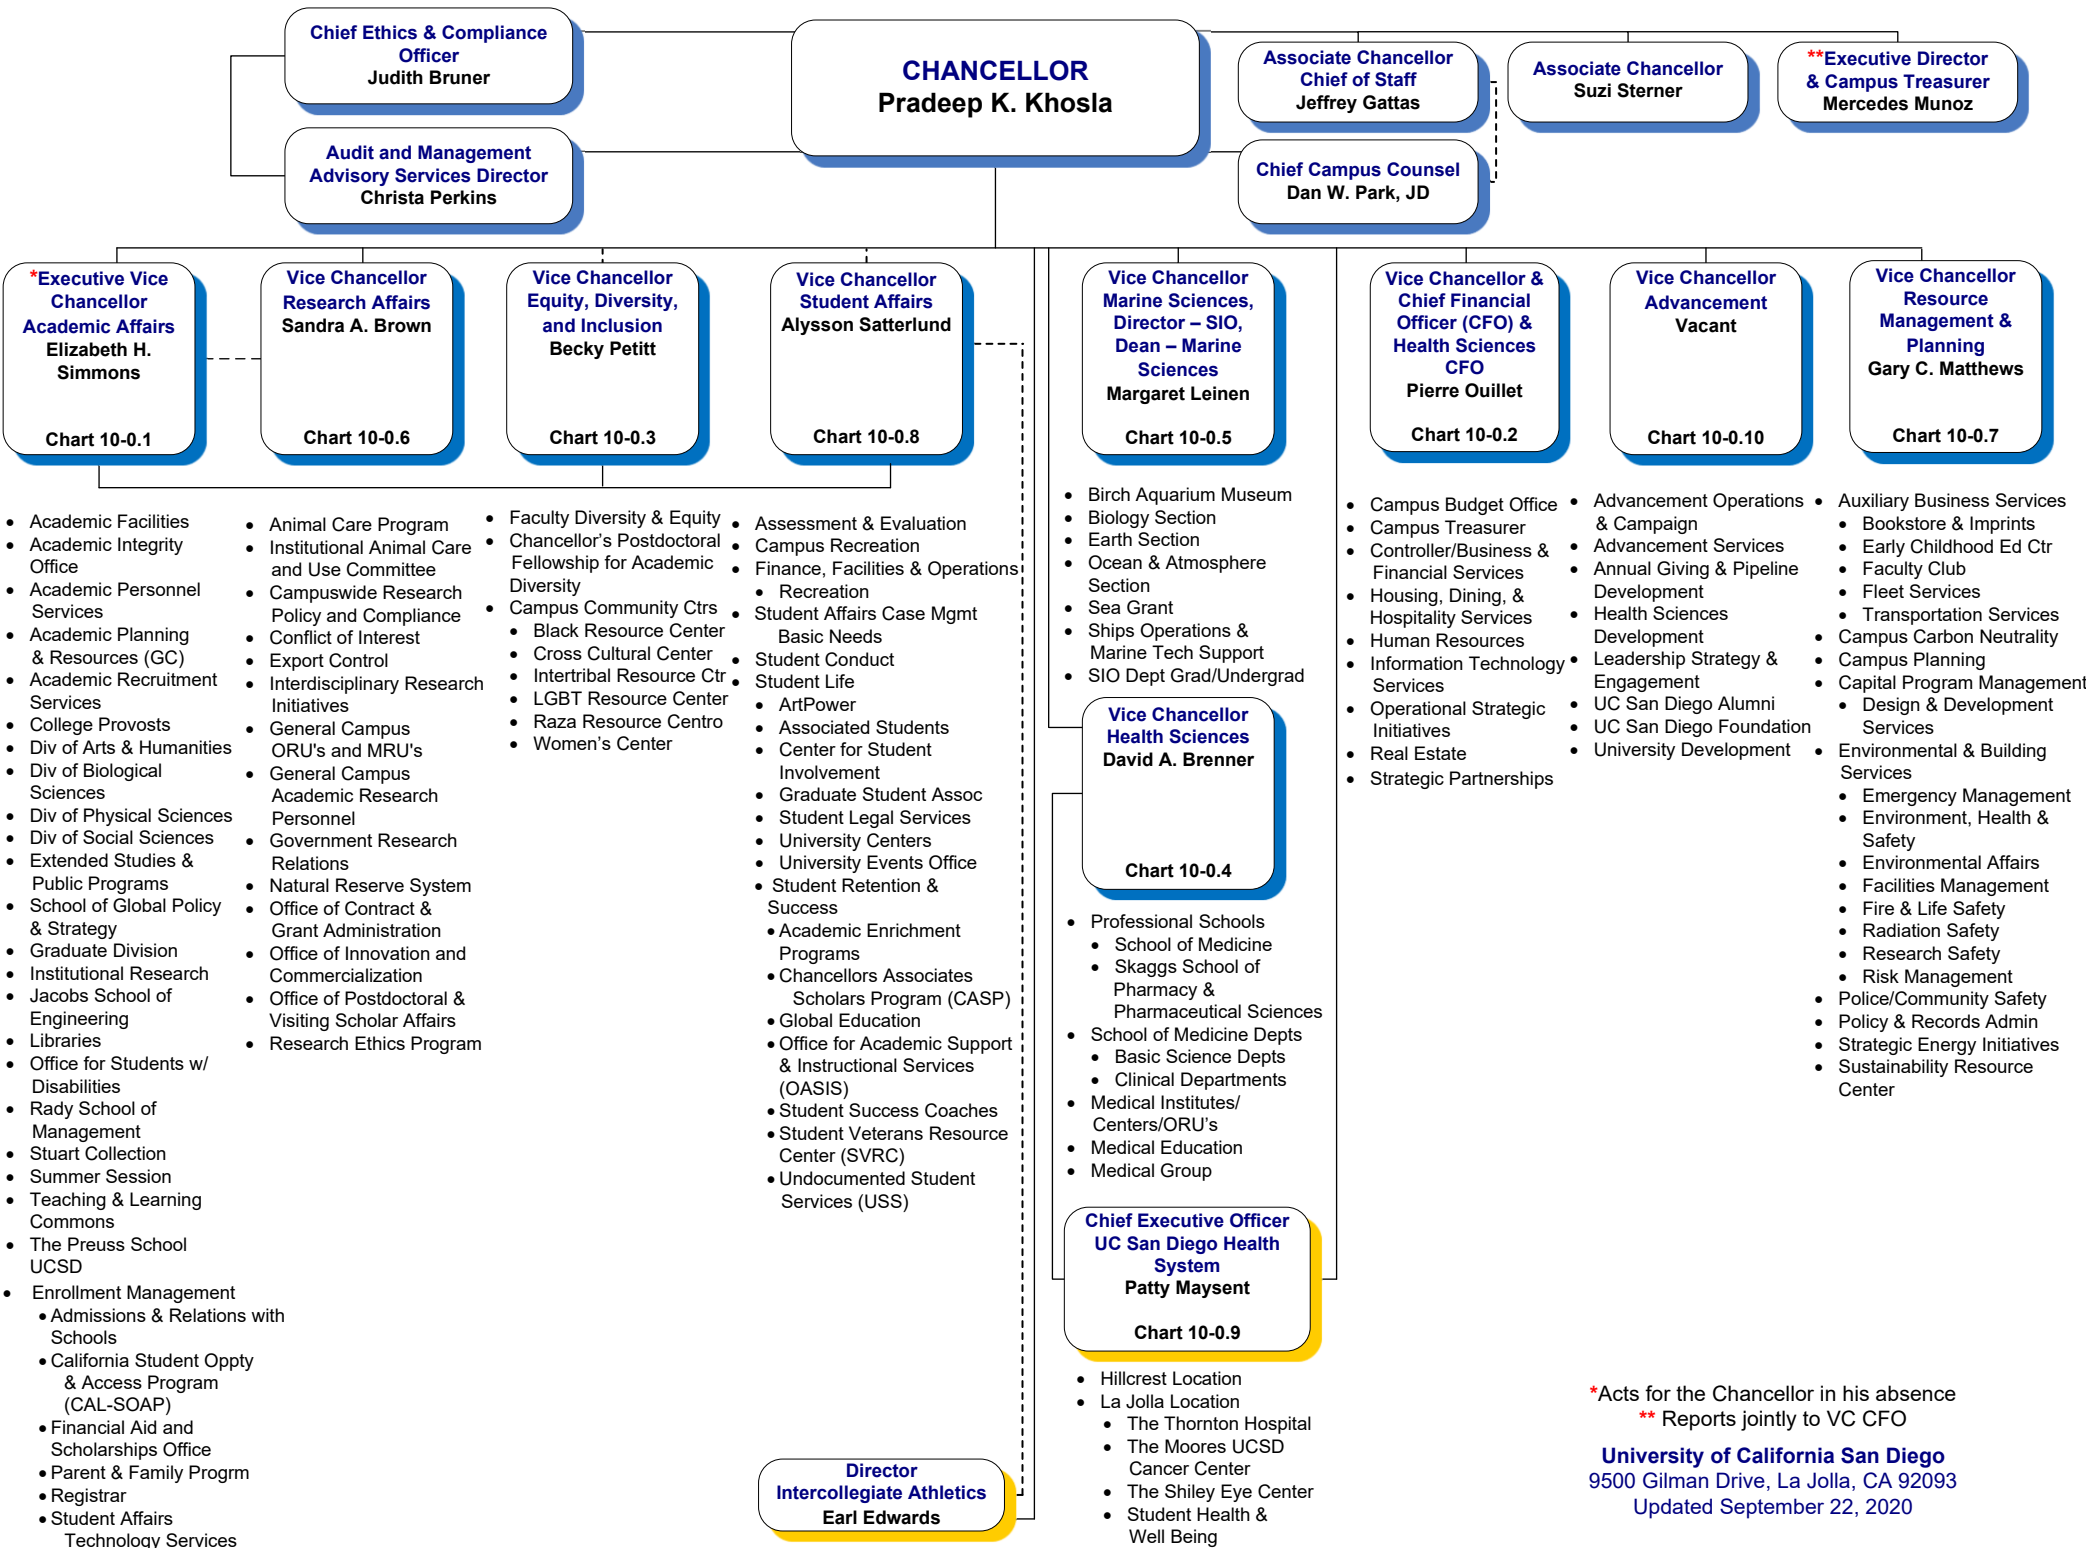 Chief Ethics & Compliance
Officer
Judith Bruner
Audit and Management
Advisory Services Director
Christa Perkins
CHANCELLOR
Pradeep K. Khosla
Associate Chancellor
Chief of Staff
Jeffrey Gattas
Chief Campus Counsel
Dan W. Park, JD
Associate Chancellor
Suzi Sterner
**Executive Director
& Campus Treasurer
Mercedes Munoz
*Executive Vice
Chancellor
Academic Affairs
Elizabeth H.
Simmons
Chart 10-0.1
Vice Chancellor
Research Affairs
Sandra A. Brown
Chart 10-0.6
Vice Chancellor
Equity, Diversity,
and Inclusion
Becky Petitt
Chart 10-0.3
Vice Chancellor
Student Affairs
Alysson Satterlund
Chart 10-0.8
Vice Chancellor
Marine Sciences,
Director – SIO,
Dean – Marine
Sciences
Margaret Leinen
Chart 10-0.5
Vice Chancellor &
Chief Financial
Officer (CFO) &
Health Sciences
CFO
Pierre Ouillet
Chart 10-0.2
Vice Chancellor
Advancement
Vacant
Chart 10-0.10
Vice Chancellor
Resource
Management &
Planning
Gary C. Matthews
Chart 10-0.7
• Academic Facilities
• Academic Integrity
Office
• Academic Personnel
Services
• Academic Planning
& Resources (GC)
• Academic Recruitment
Services
• College Provosts
• Div of Arts & Humanities
• Div of Biological
Sciences
• Div of Physical Sciences
• Div of Social Sciences
• Extended Studies &
Public Programs
• School of Global Policy
& Strategy
• Graduate Division
• Institutional Research
• Jacobs School of
Engineering
• Libraries
• Office for Students w/
Disabilities
• Rady School of
Management
• Stuart Collection
• Summer Session
• Teaching & Learning
Commons
• The Preuss School
UCSD
• Enrollment Management
• Admissions & Relations with
Schools
• California Student Oppty
& Access Program
(CAL-SOAP)
• Financial Aid and
Scholarships Office
• Parent & Family Progrm
• Registrar
• Student Affairs
Technology Services
• Animal Care Program
• Institutional Animal Care
and Use Committee
• Campuswide Research
Policy and Compliance
• Conflict of Interest
• Export Control
• Interdisciplinary Research
Initiatives
• General Campus
ORU's and MRU's
• General Campus
Academic Research
Personnel
• Government Research
Relations
• Natural Reserve System
• Office of Contract &
Grant Administration
• Office of Innovation and
Commercialization
• Office of Postdoctoral &
Visiting Scholar Affairs
• Research Ethics Program
• Faculty Diversity & Equity
• Chancellor's Postdoctoral
Fellowship for Academic
Diversity
• Campus Community Ctrs
• Black Resource Center
• Cross Cultural Center
• Intertribal Resource Ctr
• LGBT Resource Center
• Raza Resource Centro
• Women's Center
• Assessment & Evaluation
• Campus Recreation
• Finance, Facilities & Operations
• Recreation
• Student Affairs Case Mgmt
Basic Needs
• Student Conduct
• Student Life
• ArtPower
• Associated Students
• Center for Student
Involvement
• Graduate Student Assoc
• Student Legal Services
• University Centers
• University Events Office
• Student Retention &
Success
• Academic Enrichment
Programs
• Chancellors Associates
Scholars Program (CASP)
• Global Education
• Office for Academic Support
& Instructional Services
(OASIS)
• Student Success Coaches
• Student Veterans Resource
Center (SVRC)
• Undocumented Student
Services (USS)
Director
Intercollegiate Athletics
Earl Edwards
• Birch Aquarium Museum
• Biology Section
• Earth Section
• Ocean & Atmosphere
Section
• Sea Grant
• Ships Operations &
Marine Tech Support
• SIO Dept Grad/Undergrad
Vice Chancellor
Health Sciences
David A. Brenner
Chart 10-0.4
• Professional Schools
• School of Medicine
• Skaggs School of
Pharmacy &
Pharmaceutical Sciences
• School of Medicine Depts
• Basic Science Depts
• Clinical Departments
• Medical Institutes/
Centers/ORU's
• Medical Education
• Medical Group
Chief Executive Officer
UC San Diego Health
System
Patty Maysent
Chart 10-0.9
• Hillcrest Location
• La Jolla Location
• The Thornton Hospital
• The Moores UCSD
Cancer Center
• The Shiley Eye Center
• Student Health &
Well Being
• Campus Budget Office
• Campus Treasurer
• Controller/Business &
Financial Services
• Housing, Dining, &
Hospitality Services
• Human Resources
• Information Technology
Services
• Operational Strategic
Initiatives
• Real Estate
• Strategic Partnerships
• Advancement Operations
& Campaign
• Advancement Services
• Annual Giving & Pipeline
Development
• Health Sciences
Development
• Leadership Strategy &
Engagement
• UC San Diego Alumni
• UC San Diego Foundation
• University Development
• Auxiliary Business Services
• Bookstore & Imprints
• Early Childhood Ed Ctr
• Faculty Club
• Fleet Services
• Transportation Services
• Campus Carbon Neutrality
• Campus Planning
• Capital Program Management
• Design & Development
Services
• Environmental & Building
Services
• Emergency Management
• Environment, Health &
Safety
• Environmental Affairs
• Facilities Management
• Fire & Life Safety
• Radiation Safety
• Research Safety
• Risk Management
• Police/Community Safety
• Policy & Records Admin
• Strategic Energy Initiatives
• Sustainability Resource
Center
*Acts for the Chancellor in his absence
** Reports jointly to VC CFO
University of California San Diego
9500 Gilman Drive, La Jolla, CA 92093
Updated September 22, 2020